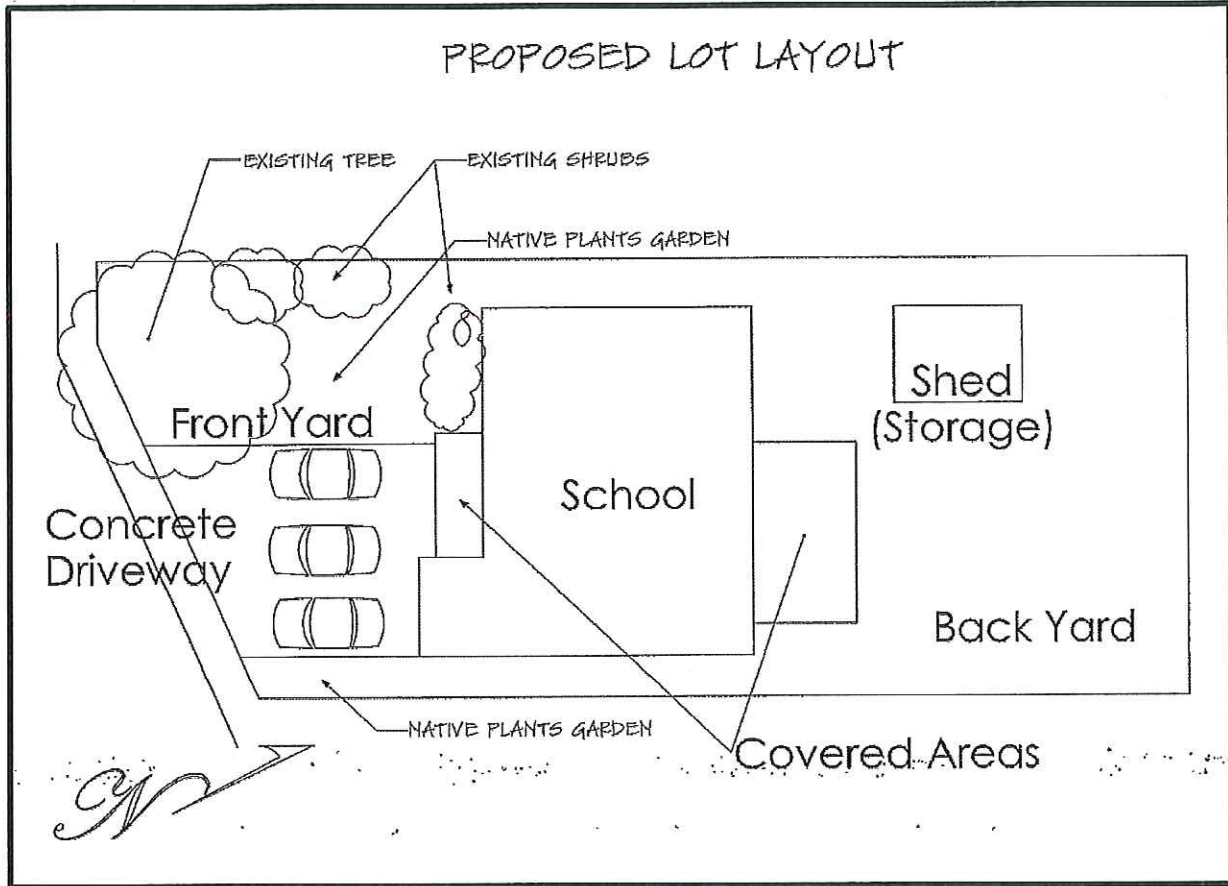 PROPOSED LOT LAYOUT
EXISTING TREE
EXISTING SHRUBS
NATIVE PLANTS GARDEN
Shed
(Storage)
Front Yard
School
Concrete
Driveway
Back Yard
NATIVE PLANTS GARDEN
Covered Areas
N